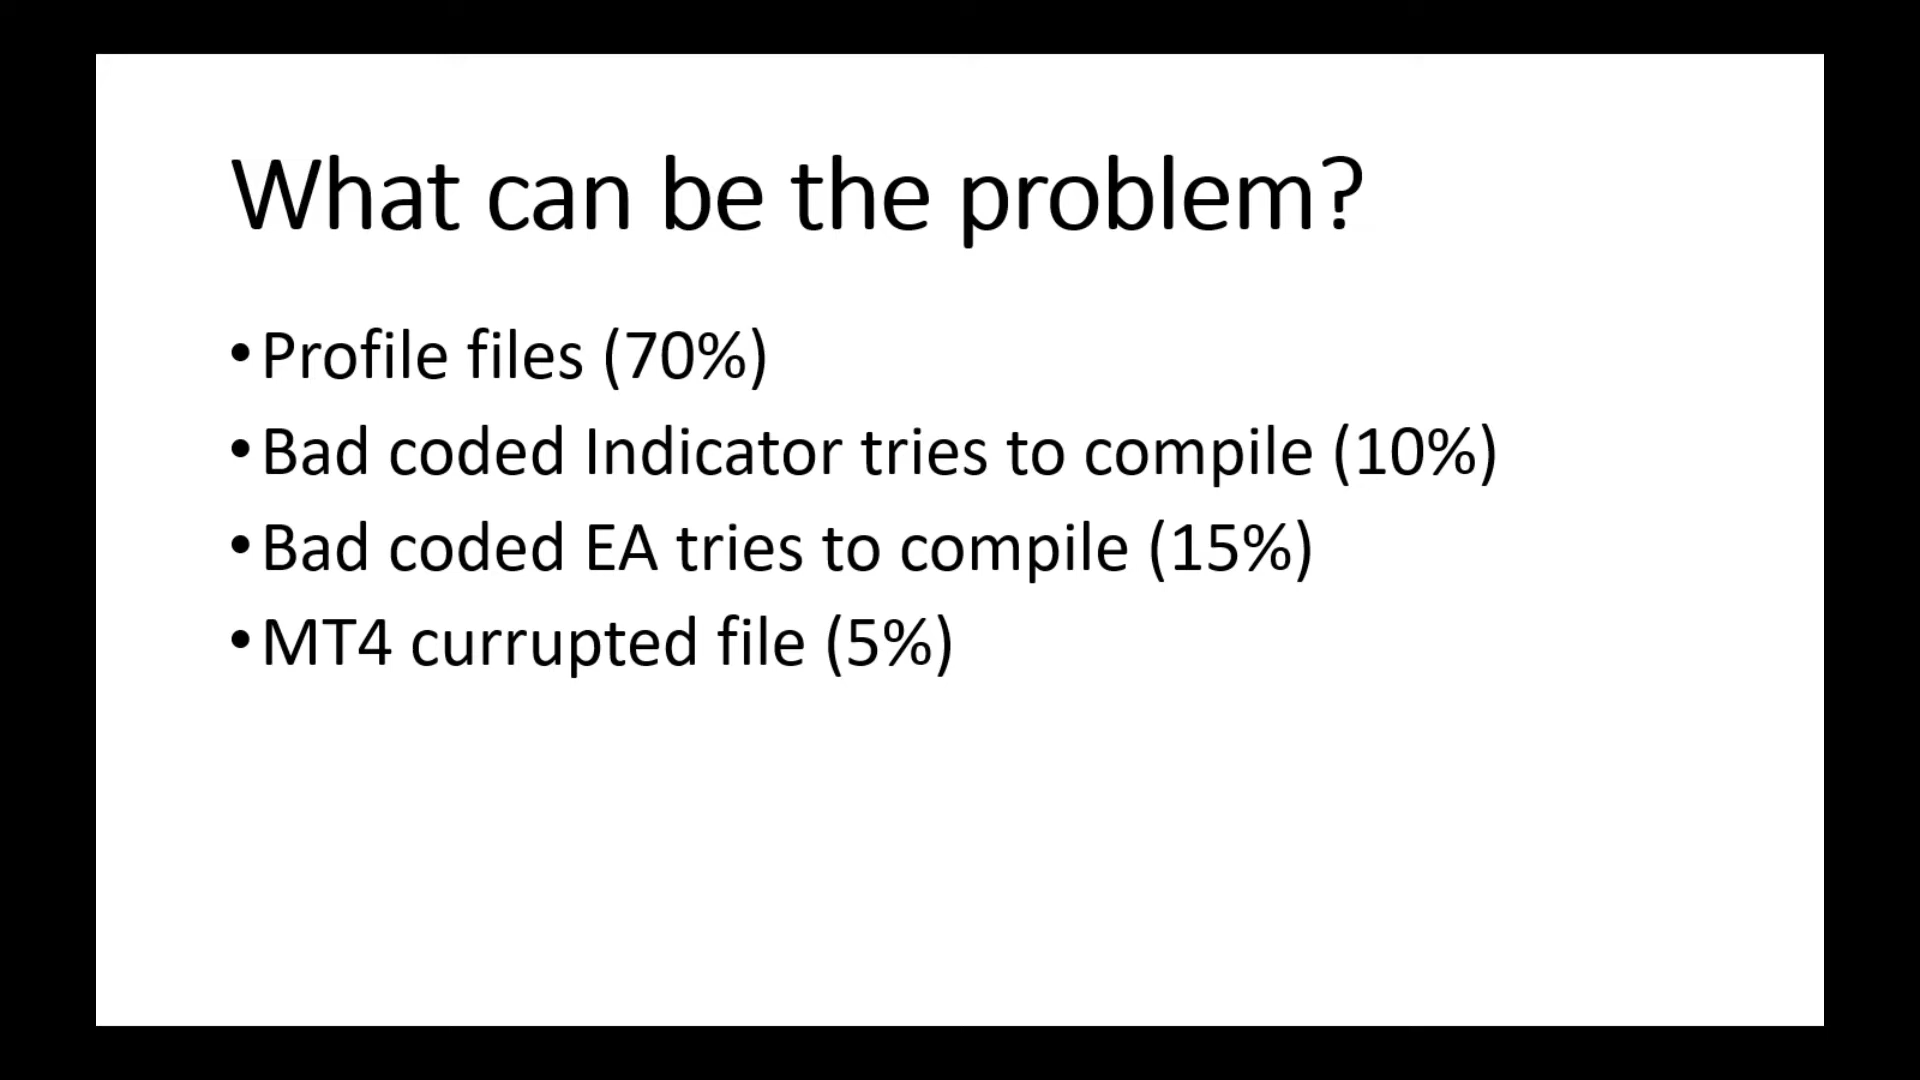 What can be the problem?
•Profile files (70%)
•Bad coded Indicator tries to compile (10%)
•Bad coded EA tries to compile (15%)
•MT4 currupted file (5%)